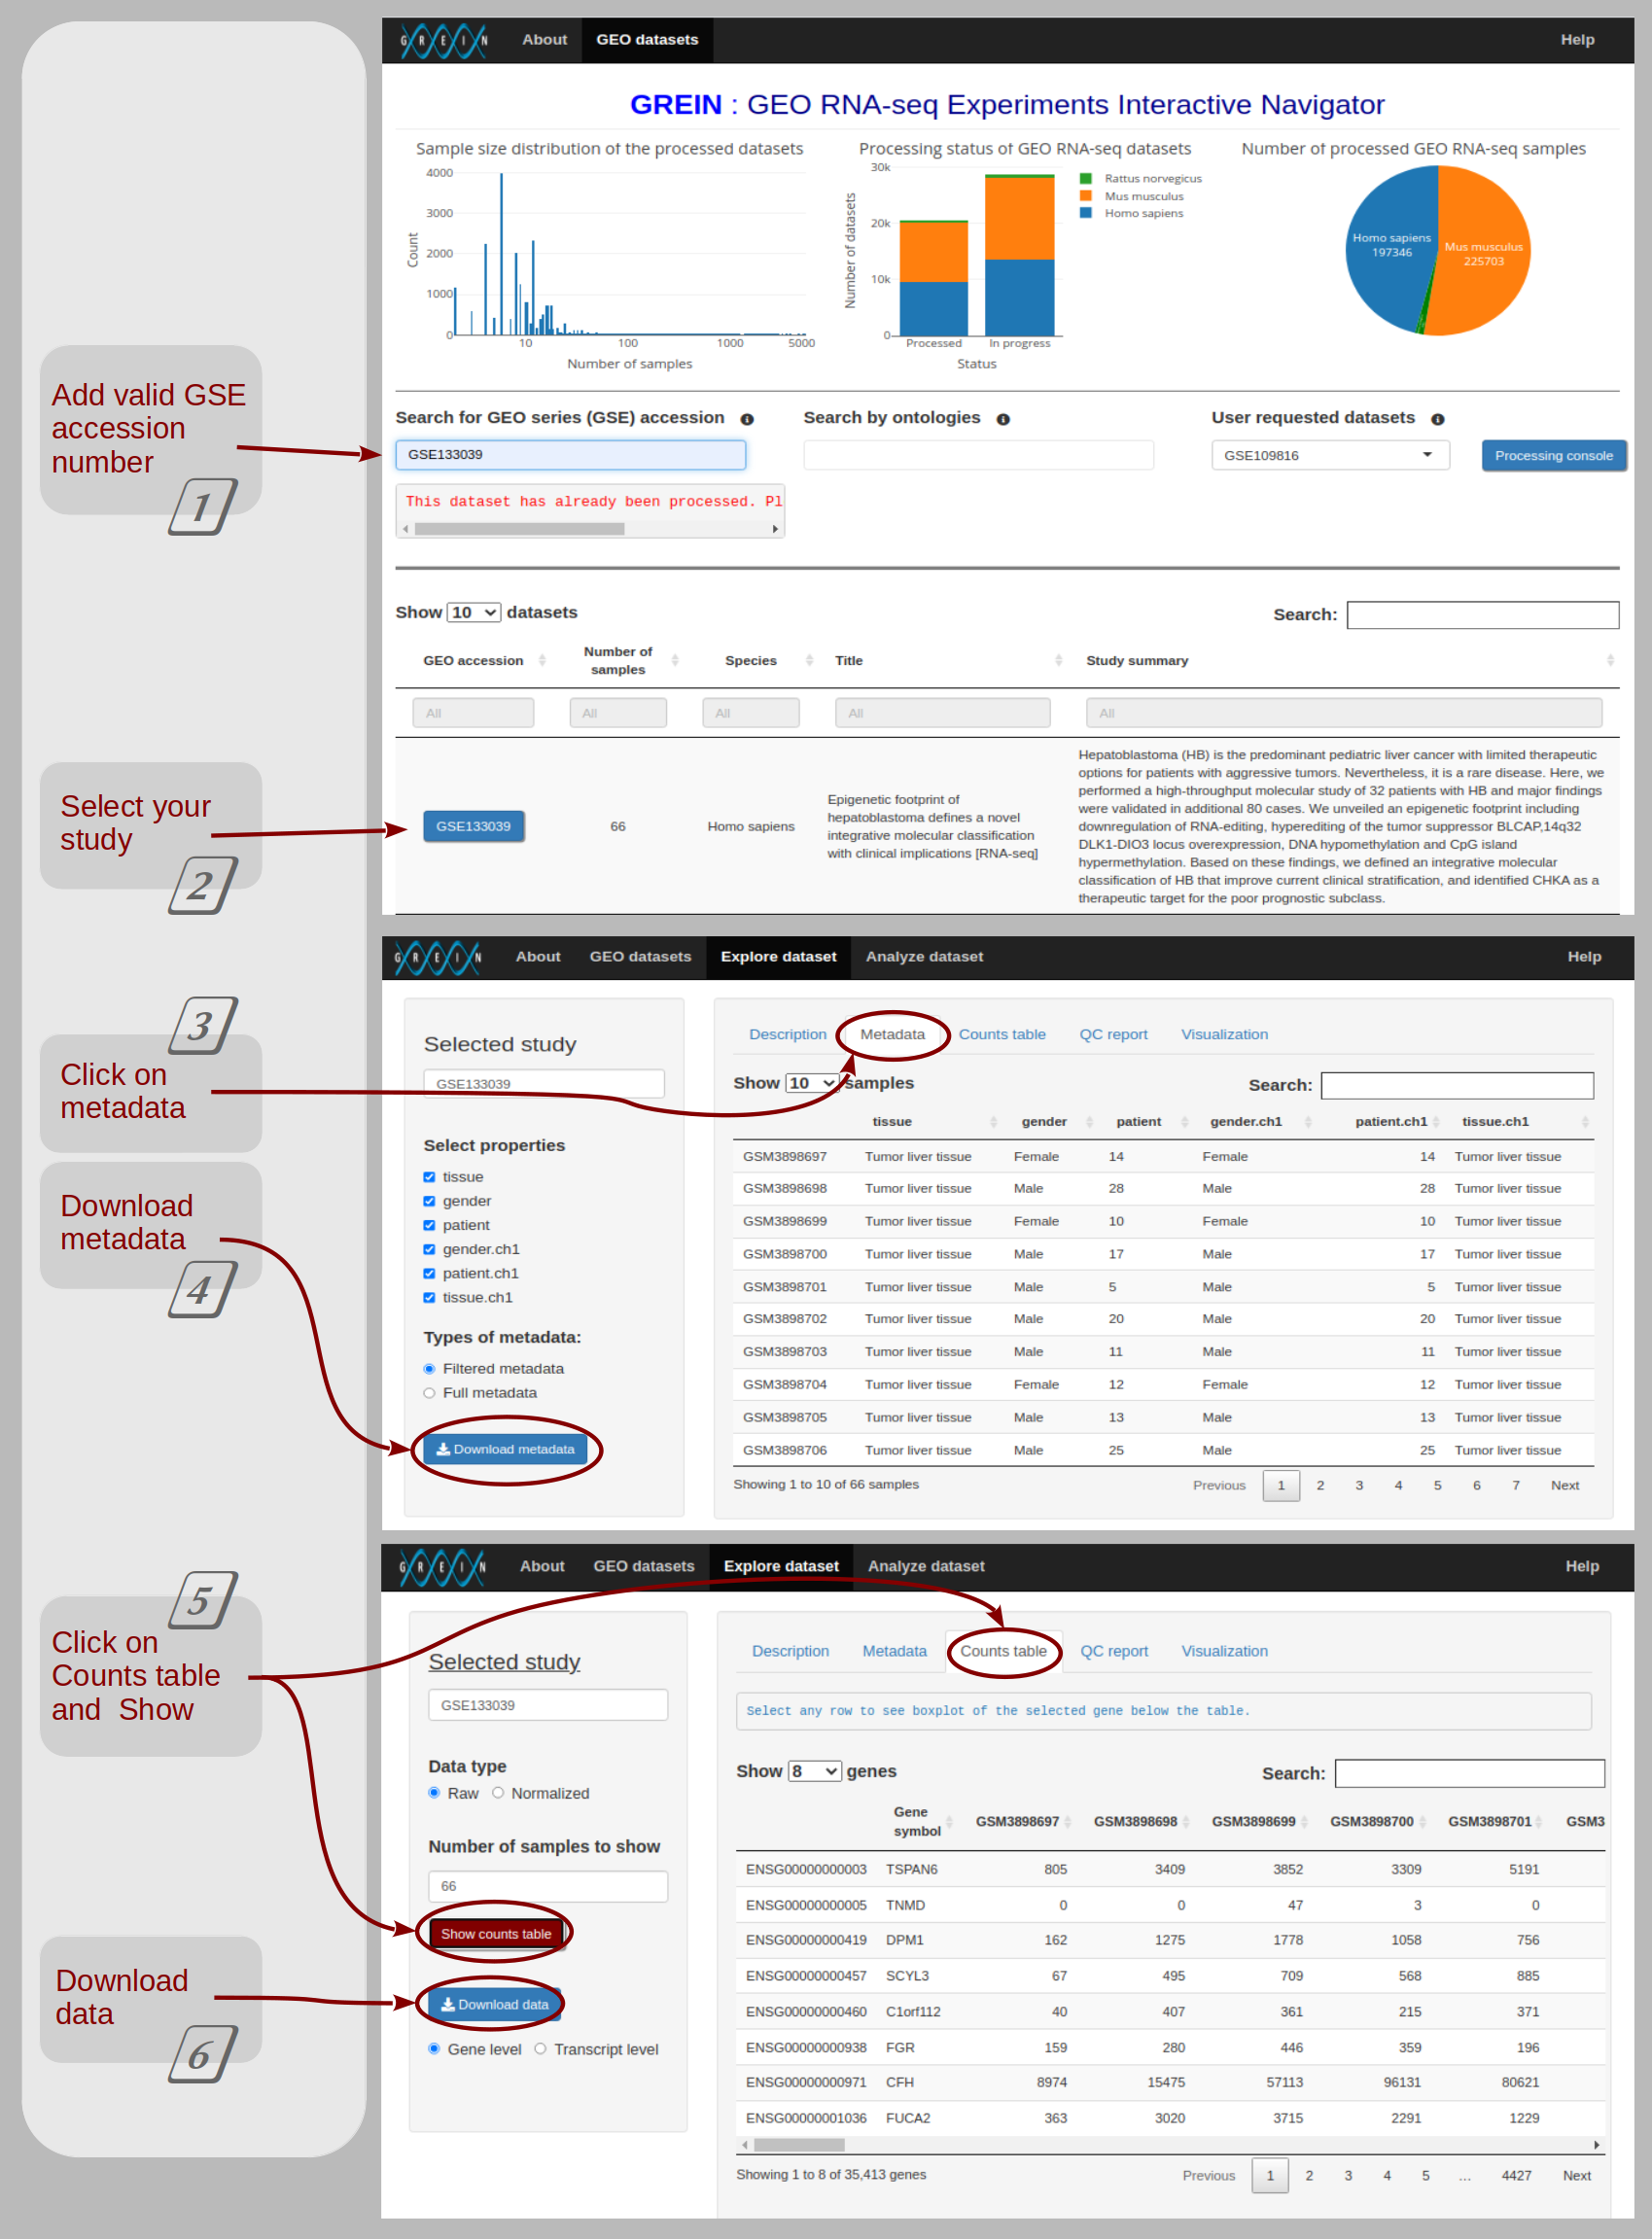 Add valid GSE
accession
number
1
Select your
study
2
3
Click on
metadata
Download
metadata
4
5
Click on
Counts table
and Show
Download
data
6
GREIN About GEO datasets Help
GREIN : GEO RNA-seq Experiments Interactive Navigator
Sample size distribution of the processed datasets
4000
3000
2000
1000
0
Count
10 100 1000 5000
Number of samples
Processing status of GEO RNA-seq datasets
30k
20k
10k
0
Number of datasets
Processed In progress
Status
Rattus norvegicus
Mus musculus
Homo sapiens
Number of processed GEO RNA-seq samples
Homo sapiens
197346
Mus musculus
225703
Search for GEO series (GSE) accession Search by ontologies User requested datasets
GSE133039 GSE109816 Processing console
This dataset has already been processed. Pl
Show 10 datasets Search:
GEO accession Number of samples Species Title Study summary
All All All All All
GSE133039 66 Homo sapiens
Epigenetic footprint of
hepatoblastoma defines a novel
integrative molecular classification
with clinical implications [RNA-seq]
Hepatoblastoma (HB) is the predominant pediatric liver cancer with limited therapeutic
options for patients with aggressive tumors. Nevertheless, it is a rare disease. Here, we
performed a high-throughput molecular study of 32 patients with HB and major findings
were validated in additional 80 cases. We unveiled an epigenetic footprint including
downregulation of RNA-editing, hyperediting of the tumor suppressor BLCAP,14q32
DLK1-DIO3 locus overexpression, DNA hypomethylation and CpG island
hypermethylation. Based on these findings, we defined an integrative molecular
classification of HB that improve current clinical stratification, and identified CHKA as a
therapeutic target for the poor prognostic subclass.
GREIN About GEO datasets Explore dataset Analyze dataset Help
Selected study
GSE133039
Select properties
tissue
gender
patient
gender.ch1
patient.ch1
tissue.ch1
Types of metadata:
Filtered metadata
Full metadata
Download metadata
Description Metadata Counts table QC report Visualization
Show 10 samples Search:
tissue gender patient gender.ch1 patient.ch1 tissue.ch1
GSM3898697 Tumor liver tissue Female 14 Female 14 Tumor liver tissue
GSM3898698 Tumor liver tissue Male 28 Male 28 Tumor liver tissue
GSM3898699 Tumor liver tissue Female 10 Female 10 Tumor liver tissue
GSM3898700 Tumor liver tissue Male 17 Male 17 Tumor liver tissue
GSM3898701 Tumor liver tissue Male 5 Male 5 Tumor liver tissue
GSM3898702 Tumor liver tissue Male 20 Male 20 Tumor liver tissue
GSM3898703 Tumor liver tissue Male 11 Male 11 Tumor liver tissue
GSM3898704 Tumor liver tissue Female 12 Female 12 Tumor liver tissue
GSM3898705 Tumor liver tissue Male 13 Male 13 Tumor liver tissue
GSM3898706 Tumor liver tissue Male 25 Male 25 Tumor liver tissue
Showing 1 to 10 of 66 samples Previous 1 2 3 4 5 6 7 Next
GREIN About GEO datasets Explore dataset Analyze dataset Help
Selected study
GSE133039
Data type
Raw Normalized
Number of samples to show
66
Show counts table
Download data
Gene level Transcript level
Description Metadata Counts table QC report Visualization
Select any row to see boxplot of the selected gene below the table.
Show 8 genes Search:
Gene symbol GSM3898697 GSM3898698 GSM3898699 GSM3898700 GSM3898701 GSM3
ENSG00000000003 TSPAN6 805 3409 3852 3309 5191
ENSG00000000005 TNMD 0 0 47 3 0
ENSG00000000419 DPM1 162 1275 1778 1058 756
ENSG00000000457 SCYL3 67 495 709 568 885
ENSG00000000460 C1orf112 40 407 361 215 371
ENSG00000000938 FGR 159 280 446 359 196
ENSG00000000971 CFH 8974 15475 57113 96131 80621
ENSG00000001036 FUCA2 363 3020 3715 2291 1229
Showing 1 to 8 of 35,413 genes Previous 1 2 3 4 5 … 4427 Next